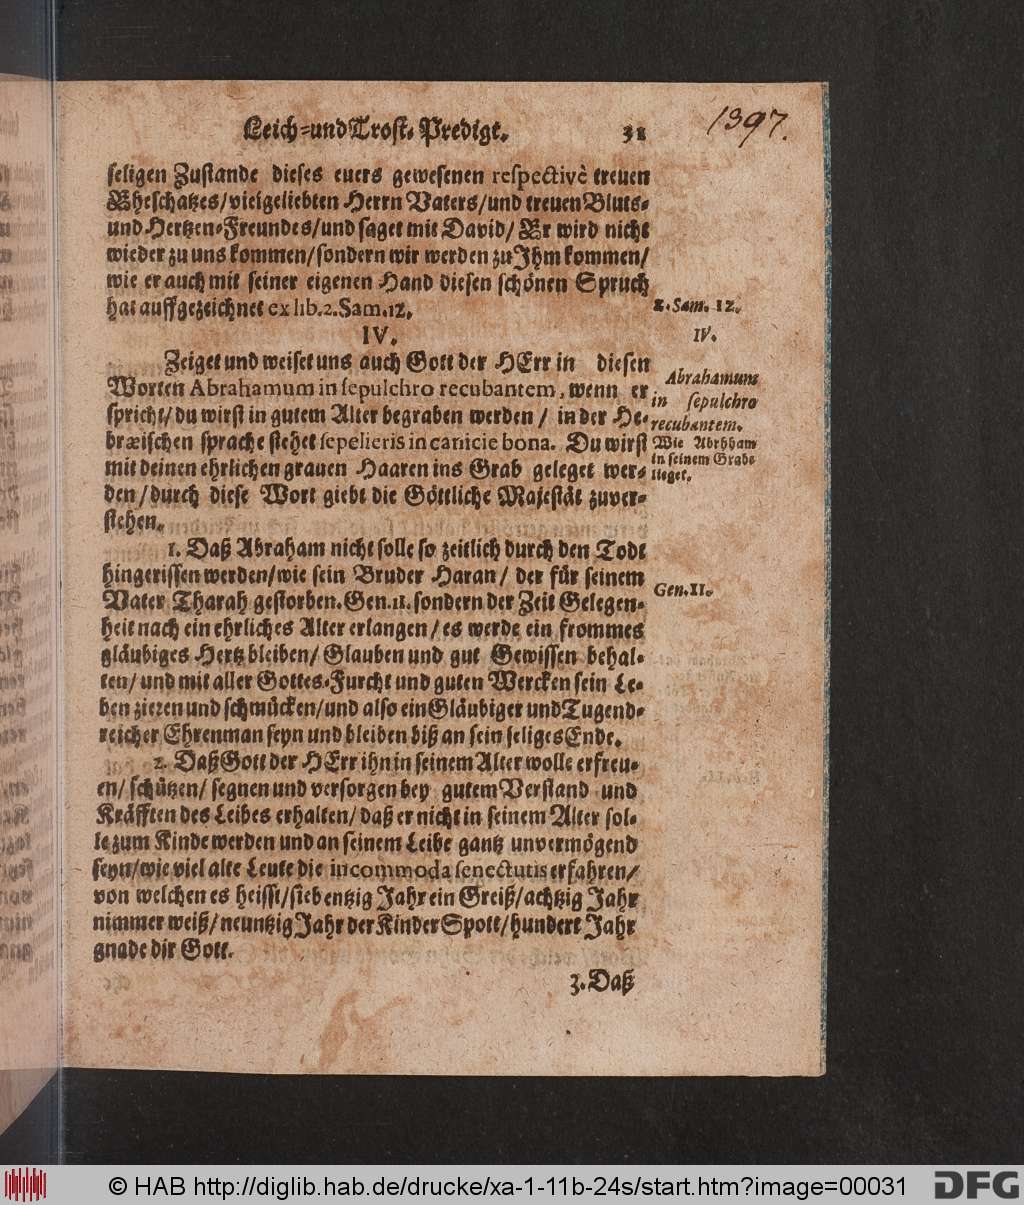 Leich-und Trost-Predigt. 31
1397.
seligen Zustande dieses euers gewesenen respectivè treuen
Eheschatzes/vielgeliebten Herrn Vaters/und treuen Bluts-
und Hertzen-Freundes/und saget mit David/ Er wird nicht
wieder zu uns kommen/sondern wir werden zu Ihm kommen/
wie er auch mit seiner eigenen Hand diesen schönen Spruch
hat auffgezeichnet ex lib. 2. Sam. 12.
2. Sam. 12.
IV.
IV.
Zeiget und weiset uns auch Gott der HErr in diesen
Worten Abrahamum in sepulchro recubantem, wenn er
spricht/du wirst in gutem Alter begraben werden / in der He-
bræischen sprache stehet sepelieris in canicie bona. Du wirst
mit deinen ehrlichen grauen Haaren ins Grab geleget wer-
den/durch diese Wort giebt die Göttliche Majestät zuver-
stehen.
Abrahamum
in sepulchro
recubantem.
Wie Abrhham
in seinem Grabe
lieget.
1. Daß Abraham nicht solle so zeitlich durch den Todt
hingerissen werden/wie sein Bruder Haran/ der für seinem
Vater Tharah gestorben. Gen. 11. sondern der Zeit Gelegen-
heit nach ein ehrliches Alter erlangen/es werde ein frommes
gläubiges Hertz bleiben/ Glauben und gut Gewissen behal-
ten/und mit aller Gottes-Furcht und guten Wercken sein Le-
ben zieren und schmücken/und also ein Gläubiger und Tugend-
reicher Ehrenman seyn und bleiben biß an sein seliges Ende.
Gen. 11.
2. Daß Gott der HErr ihn in seinem Alter wolle erfreu-
en/ schützen/ segnen und versorgen bey gutem Verstand und
Kräfften des Leibes erhalten/daß er nicht in seinem Alter sol-
le zum Kinde werden und an seinem Leibe gantz unvermögend
seyn/wie viel alte Leute die incommoda senectutis erfahren/
von welchen es heisst/siebentzig Jahr ein Greiß/achtzig Jahr
nimmer weiß/neuntzig Jahr der Kinder Spott/hundert Jahr
gnade dir Gott.
3. Daß
© HAB http://diglib.hab.de/drucke/xa-1-11b-24s/start.htm?image=00031
DFG